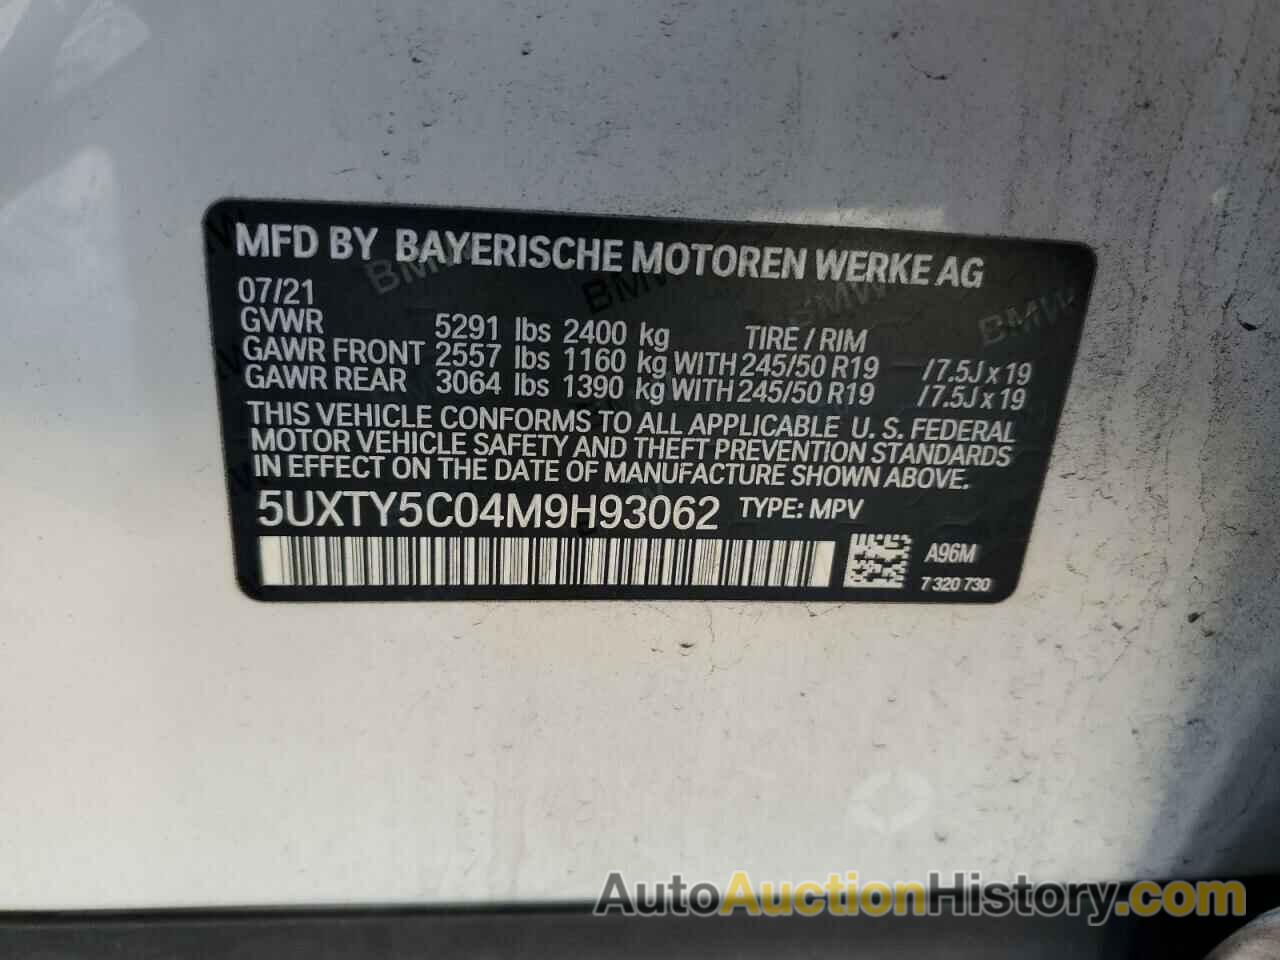 MFD BY BAYERISCHE MOTOREN WERKE AG
07/21
GVWR 5291 lbs 2400 kg TIRE / RIM
GAWR FRONT 2557 lbs 1160 kg WITH 245/50 R19 /7.5J x 19
GAWR REAR 3064 lbs 1390 kg WITH 245/50 R19 /7.5J x 19
THIS VEHICLE CONFORMS TO ALL APPLICABLE U. S. FEDERAL
MOTOR VEHICLE SAFETY AND THEFT PREVENTION STANDARDS
IN EFFECT ON THE DATE OF MANUFACTURE SHOWN ABOVE.
5UXTY5C04M9H93062 TYPE: MPV
A96M
7 320 730
AutoAuctionHistory.com